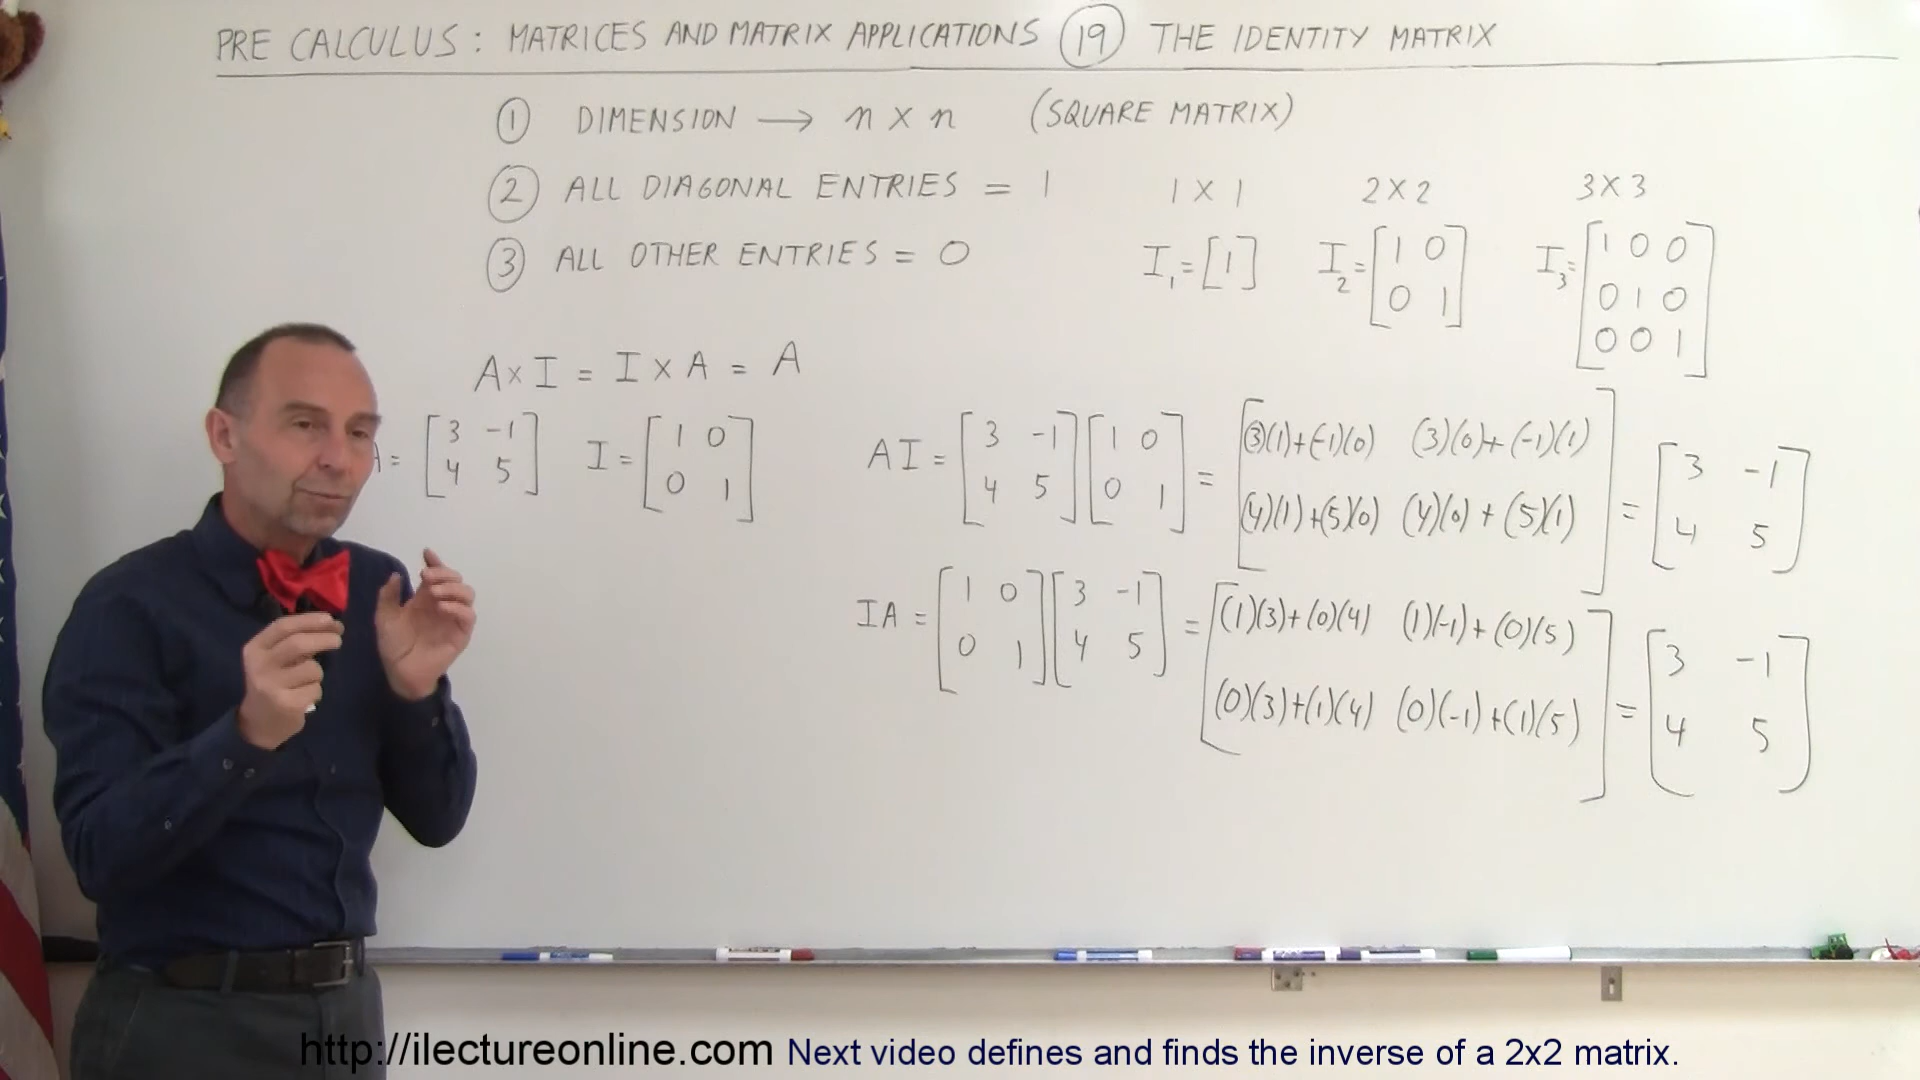 PRE CALCULUS: MATRICES AND MATRIX APPLICATIONS (19) THE IDENTITY MATRIX
① DIMENSION → n x n (SQUARE MATRIX)
② ALL DIAGONAL ENTRIES = 1
③ ALL OTHER ENTRIES = 0
1 X 1 2 X 2 3 X 3
I₁ = [1] I₂ = [1 0
0 1] I₃ = [1 0 0
0 1 0
0 0 1]
A x I = I x A = A
A = [3 -1
4 5] I = [1 0
0 1]
AI = [3 -1
4 5] [1 0
0 1] = [(3)(1)+(-1)(0) (3)(0)+(-1)(1)
(4)(1)+(5)(0) (4)(0)+(5)(1)] = [3 -1
4 5]
IA = [1 0
0 1] [3 -1
4 5] = [(1)(3)+(0)(4) (1)(-1)+(0)(5)
(0)(3)+(1)(4) (0)(-1)+(1)(5)] = [3 -1
4 5]
http://ilectureonline.com Next video defines and finds the inverse of a 2x2 matrix.